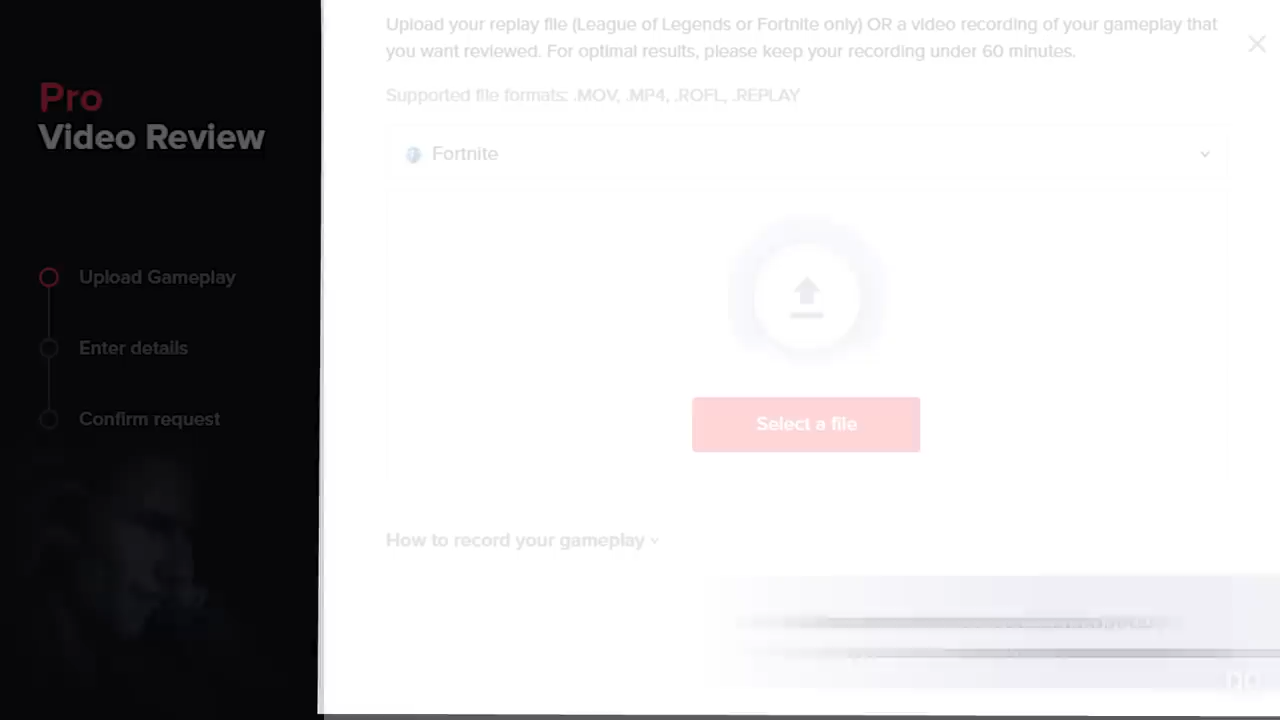 Upload your replay file (League of Legends or Fortnite only) OR a video recording of your gameplay that
you want reviewed. For optimal results, please keep your recording under 60 minutes.
Supported file formats: .MOV, .MP4, .ROFL, .REPLAY
Pro
Video Review
Fortnite
Upload Gameplay
Enter details
Confirm request
Select a file
How to record your gameplay